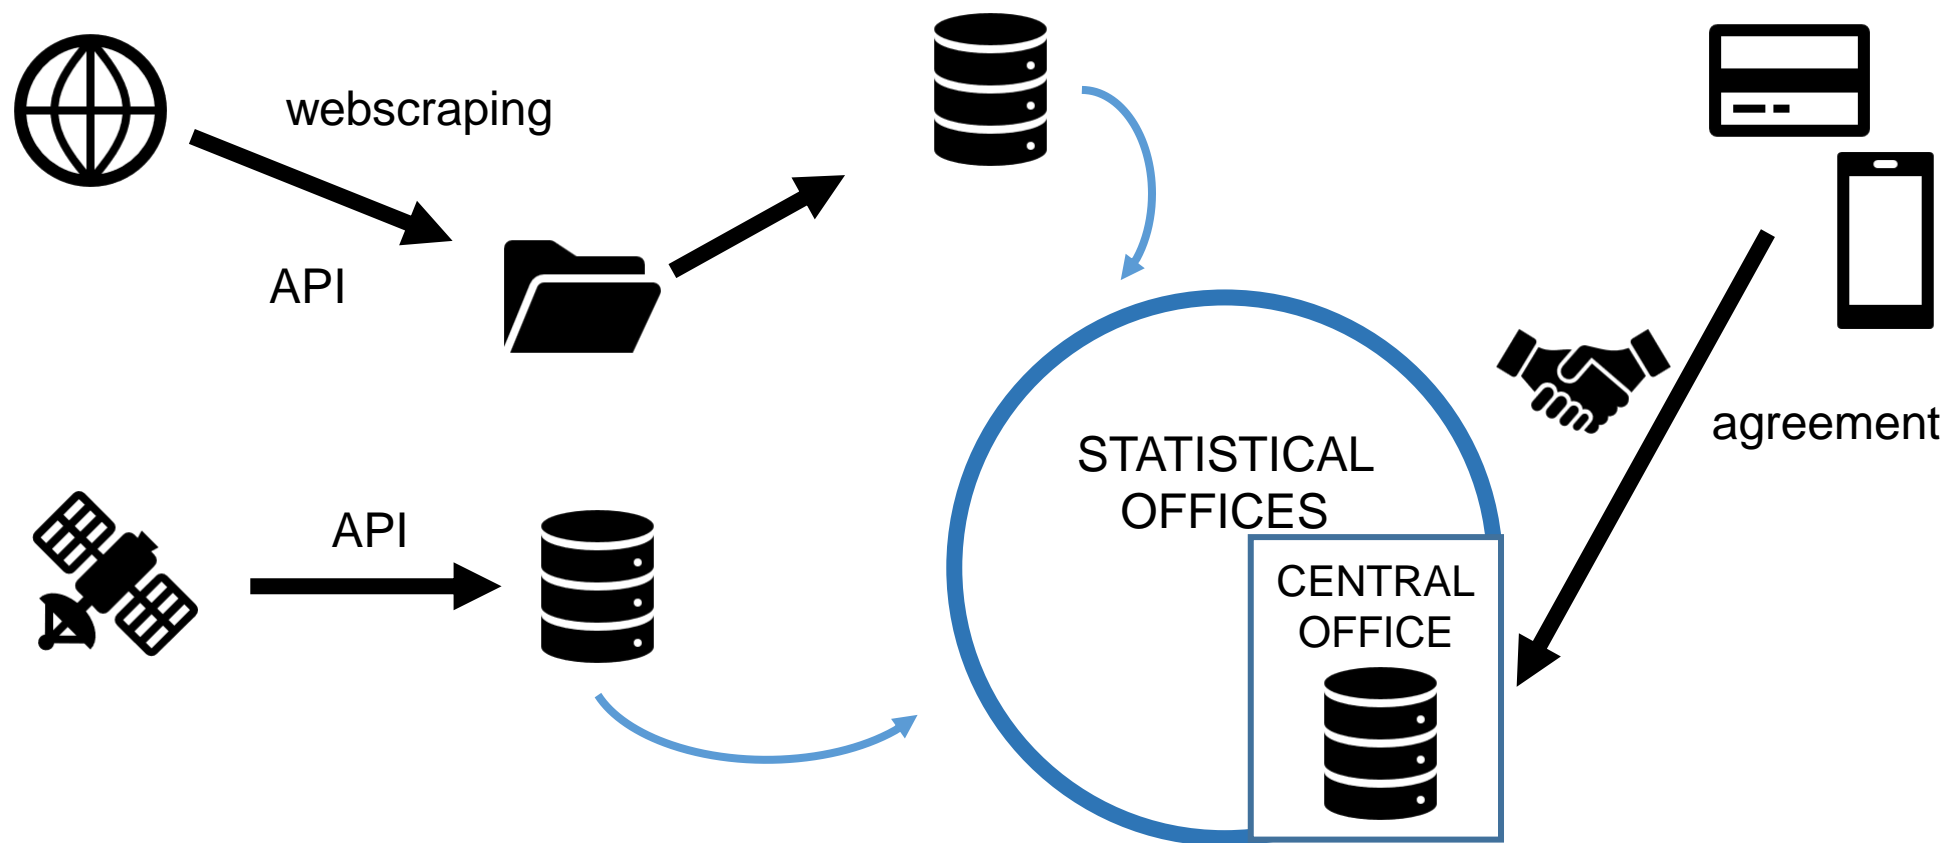 webscraping
API
API
STATISTICAL
OFFICES
CENTRAL
OFFICE
agreement